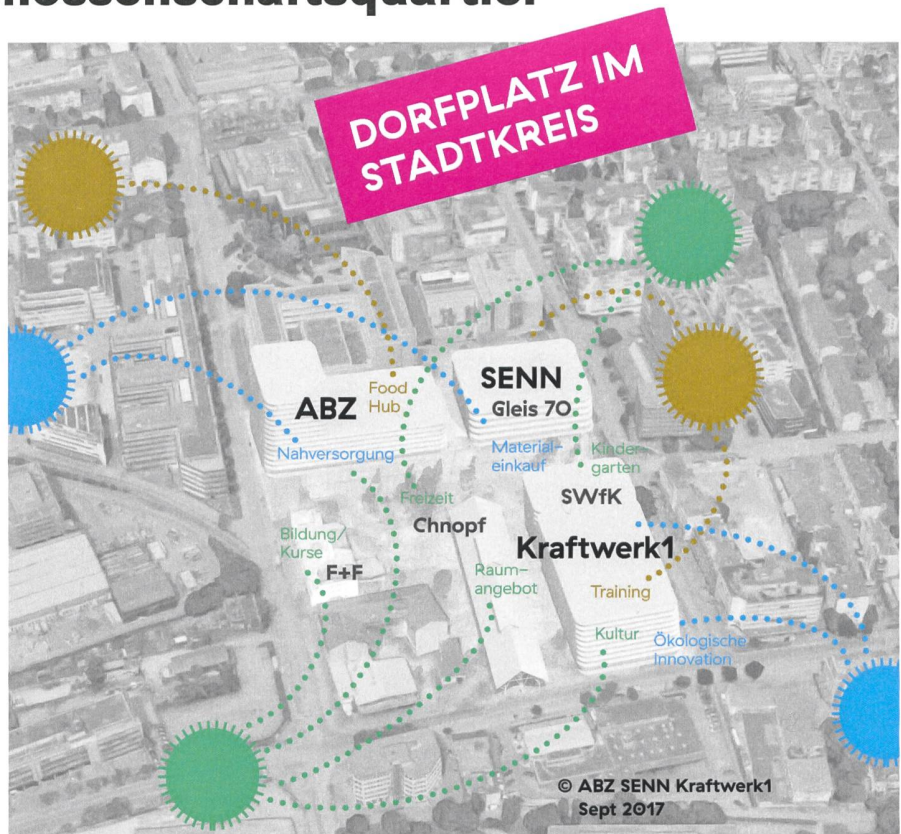 DORFPLATZ IM
STADTKREIS
SENN
Gleis 70
ABZ
Food
Hub
Nahversorgung
Material-
einkauf
Kinder-
garten
Freizeit
SWfK
Chnopf
Bildung/
Kurse
F+F
Kraftwerk1
Raum-
angebot
Training
Kultur
Ökologische
Innovation
© ABZ SENN Kraftwerk1
Sept 2017